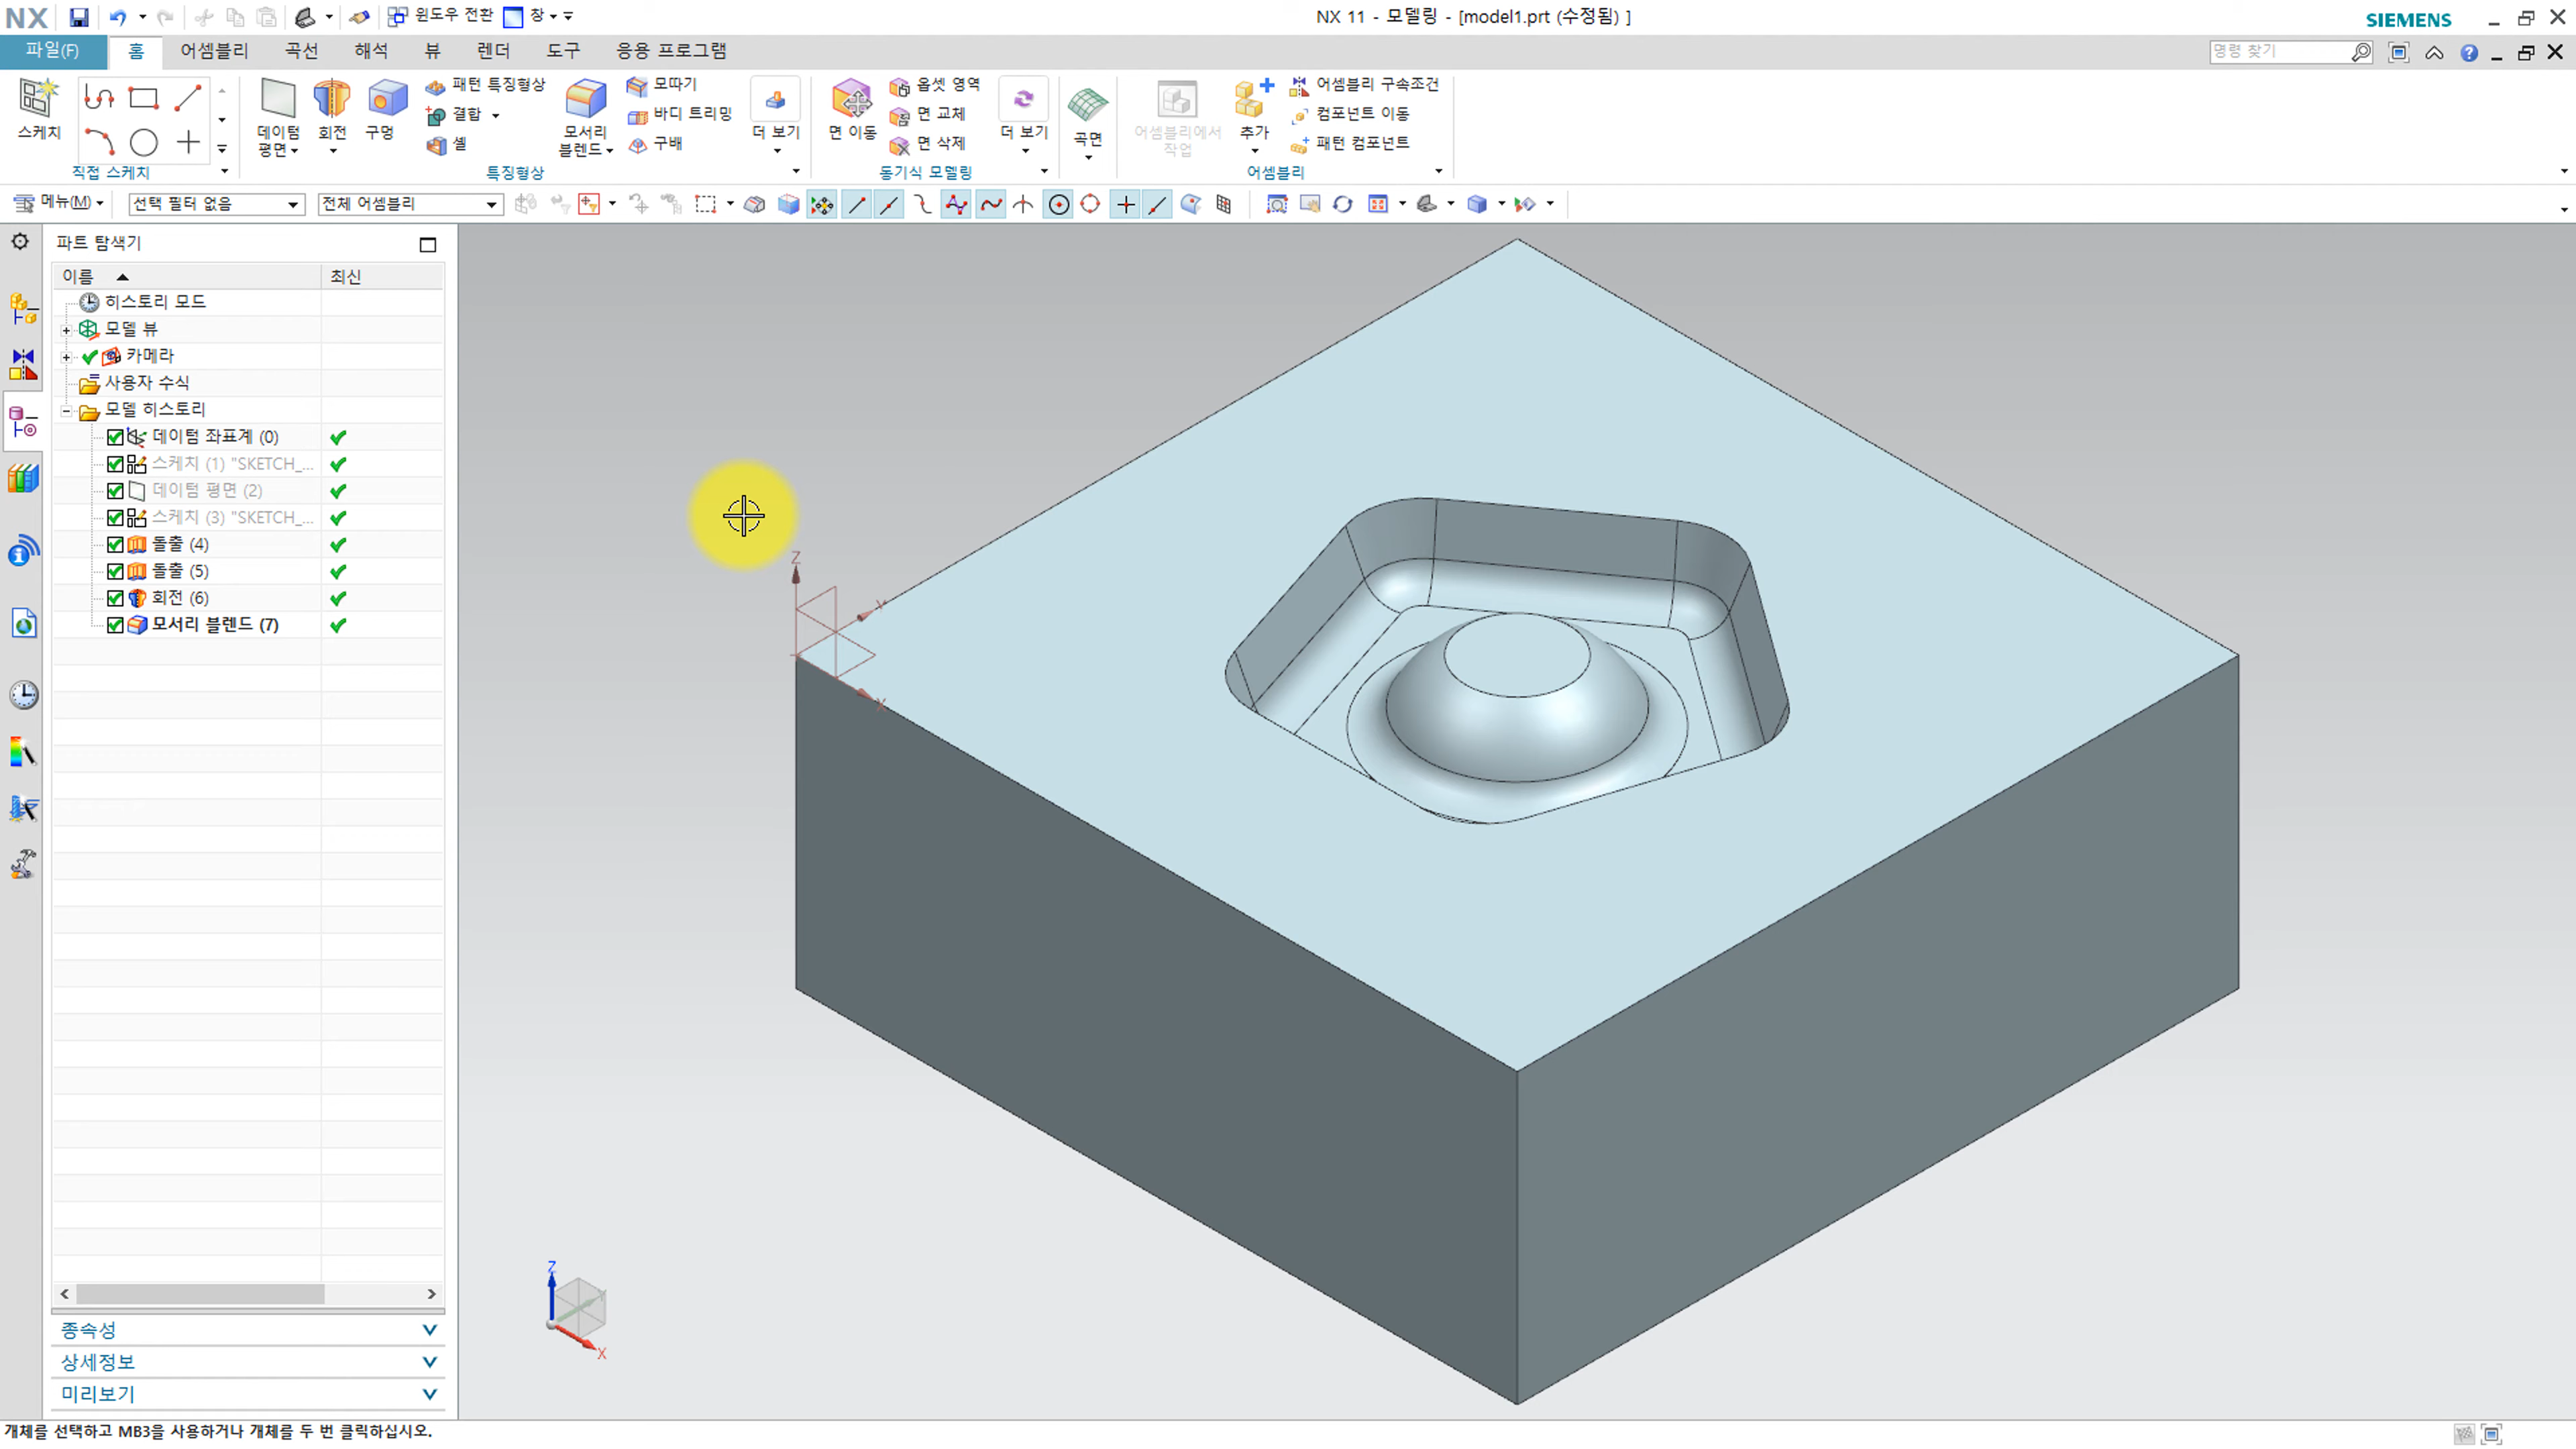 NX
윈도우 전환
창
NX 11 - 모델링 - [model1.prt (수정됨) ]
SIEMENS
파일(F)
홈
어셈블리
곡선
해석
뷰
렌더
도구
응용 프로그램
명령 찾기
스케치
직접 스케치
데이텀 평면
회전
구멍
패턴 특징형상
결합
셸
모서리 블렌드
모따기
바디 트리밍
구배
더 보기
특징형상
면 이동
옵셋 영역
면 교체
면 삭제
더 보기
동기식 모델링
곡면
어셈블리에서 작업
추가
어셈블리 구속조건
컴포넌트 이동
패턴 컴포넌트
어셈블리
메뉴(M)
선택 필터 없음
전체 어셈블리
파트 탐색기
이름
최신
히스토리 모드
모델 뷰
카메라
사용자 수식
모델 히스토리
데이텀 좌표계 (0)
스케치 (1) "SKETCH_...
데이텀 평면 (2)
스케치 (3) "SKETCH_...
돌출 (4)
돌출 (5)
회전 (6)
모서리 블렌드 (7)
Z
Y
X
Z
X
종속성
상세정보
미리보기
개체를 선택하고 MB3을 사용하거나 개체를 두 번 클릭하십시오.